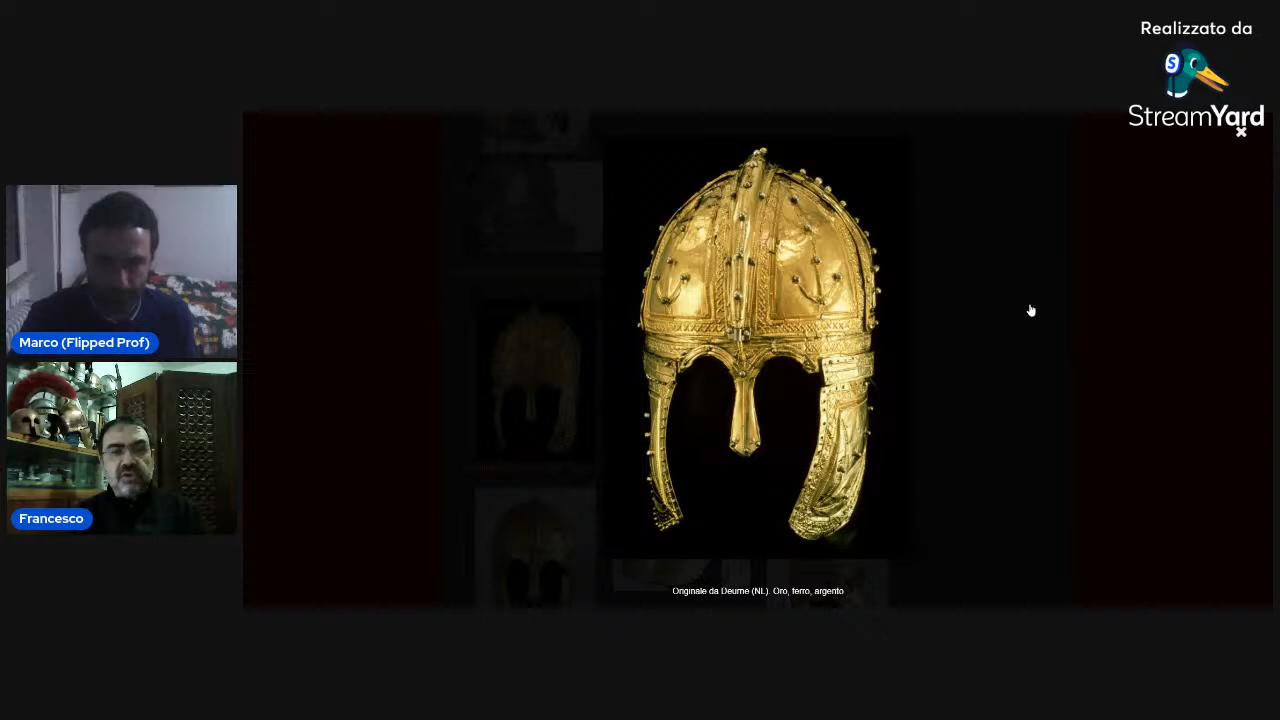 Realizzato da
S
StreamYard
Marco (Flipped Prof)
Francesco
Originale da Deurne (NL). Oro, ferro, argento